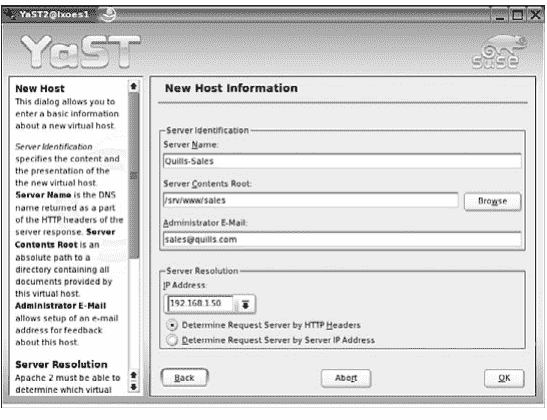 YaST2@lxoes1
YaST
suse
New Host
This dialog allows you to
enter a basic information
about a new virtual host.
Server Identification
specifies the content and
the presentation of the
the new virtual host.
Server Name is the DNS
name returned as a part
of the HTTP headers of the
server response. Server
Contents Root is an
absolute path to a
directory containing all
documents provided by
this virtual host.
Administrator E-Mail
allows setup of an e-mail
address for feedback
about this host.
Server Resolution
Apache 2 must be able to
determine which virtual
New Host Information
Server Identification
Server Name:
Quills-Sales
Server Contents Root:
/srv/www/sales
Browse
Administrator E-Mail:
sales@quills.com
Server Resolution
IP Address:
192.168.1.50
Determine Request Server by HTTP Headers
Determine Request Server by Server IP Address
Back
Abort
OK